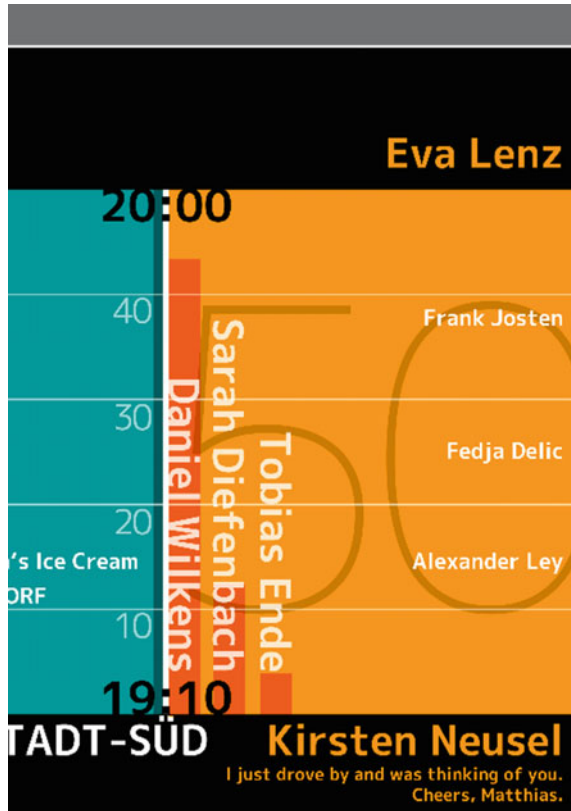 Eva Lenz
20:00
50
40
Frank Josten
30
Fedja Delic
20
's Ice Cream
Alexander Ley
ORF
10
Daniel Wilkens
Sarah Diefenbach
Tobias Ende
19:10
TADT-SÜD
Kirsten Neusel
I just drove by and was thinking of you.
Cheers, Matthias.